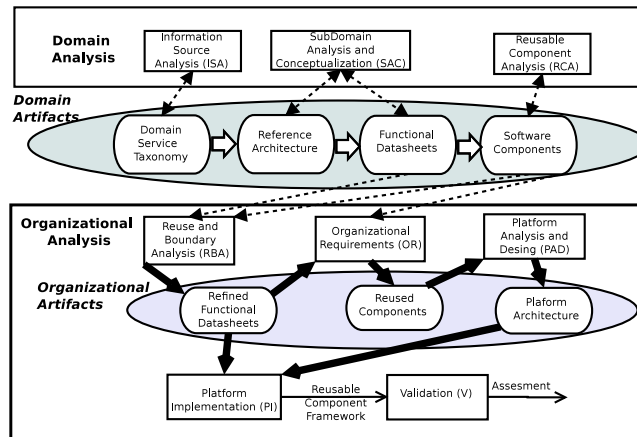 Domain
Analysis
Information
Source
Analysis (ISA)
SubDomain
Analysis and
Conceptualization (SAC)
Reusable
Component
Analysis (RCA)
Domain
Artifacts
Domain
Service
Taxonomy
Reference
Architecture
Functional
Datasheets
Software
Components
Organizational
Analysis
Reuse and
Boundary
Analysis (RBA)
Organizational
Requirements (OR)
Platform
Analysis and
Desing (PAD)
Organizational
Artifacts
Refined
Functional
Datasheets
Reused
Components
Plaform
Architecture
Platform
Implementation (PI)
Reusable
Component
Framework
Validation (V)
Assesment